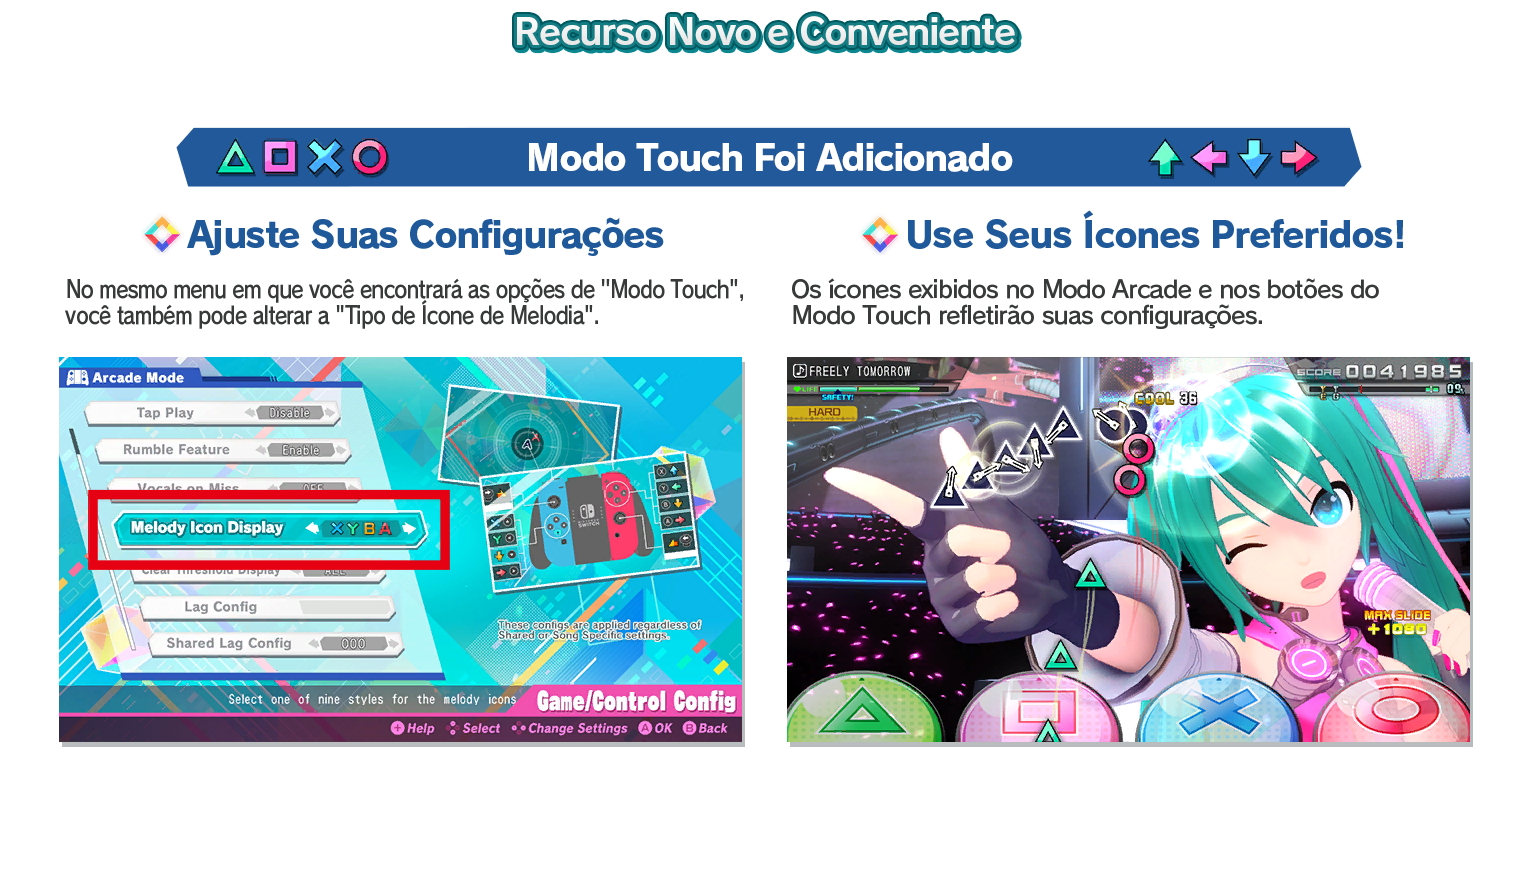 Recurso Novo e Conveniente
Modo Touch Foi Adicionado
Ajuste Suas Configurações
No mesmo menu em que você encontrará as opções de "Modo Touch",
você também pode alterar a "Tipo de Ícone de Melodia".
Arcade Mode
Tap Play Disable
Rumble Feature Enable
Vocals on Miss OFF
Melody Icon Display X Y B A
Clear Threshold Display ALL
Lag Config
Shared Lag Config 000
SWITCH
These configs are applied regardless of
Shared or Song Specific settings.
Select one of nine styles for the melody icons
Game/Control Config
Help Select Change Settings A OK B Back
Use Seus Ícones Preferidos!
Os ícones exibidos no Modo Arcade e nos botões do
Modo Touch refletirão suas configurações.
FREELY TOMORROW
LIFE
SAFETY!
HARD
COOL 36
SCORE 0041985
MAX SLIDE